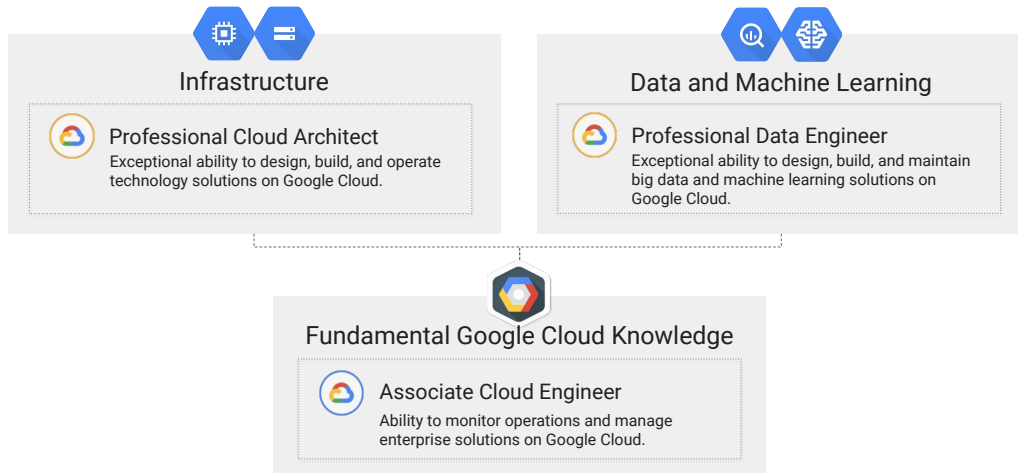 Infrastructure
Professional Cloud Architect
Exceptional ability to design, build, and operate
technology solutions on Google Cloud.
Data and Machine Learning
Professional Data Engineer
Exceptional ability to design, build, and maintain
big data and machine learning solutions on
Google Cloud.
Fundamental Google Cloud Knowledge
Associate Cloud Engineer
Ability to monitor operations and manage
enterprise solutions on Google Cloud.